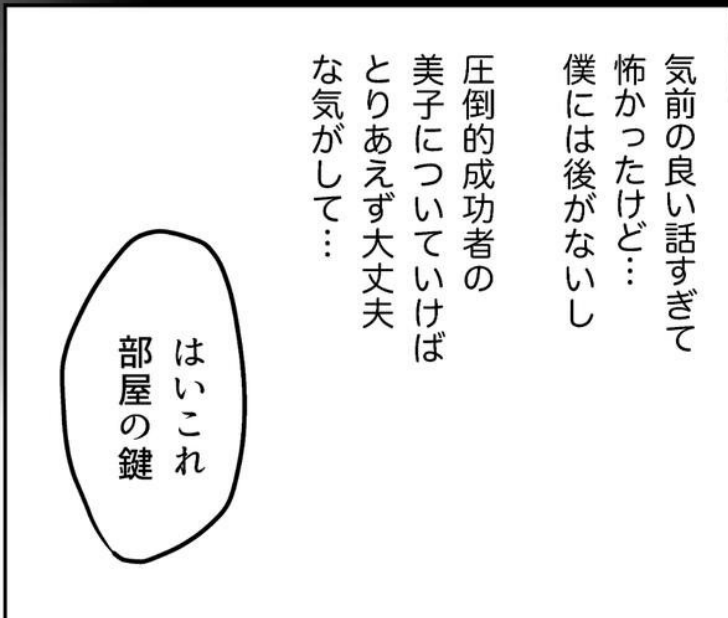 気前の良い話すぎて
怖かったけど…
僕には後がないし
圧倒的成功者の
美子についていけば
とりあえず大丈夫
な気がして…
はいこれ
部屋の鍵